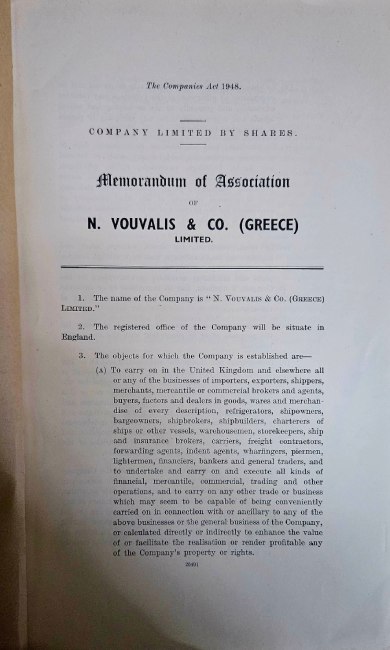 The Companies Act 1948.
COMPANY LIMITED BY SHARES.
Memorandum of Association
OF
N. VOUVALIS & CO. (GREECE)
LIMITED.
1. The name of the Company is "N. VOUVALIS & CO. (GREECE)
LIMITED."
2. The registered office of the Company will be situate in
England.
3. The objects for which the Company is established are—
(A) To carry on in the United Kingdom and elsewhere all
or any of the businesses of importers, exporters, shippers,
merchants, mercantile or commercial brokers and agents,
buyers, factors and dealers in goods, wares and merchan-
dise of every description, refrigerators, shipowners,
bargeowners, shipbrokers, shipbuilders, charterers of
ships or other vessels, warehousemen, storekeepers, ship
and insurance brokers, carriers, freight contractors,
forwarding agents, indent agents, wharfingers, piermen,
lightermen, financiers, bankers and general traders, and
to undertake and carry on and execute all kinds of
financial, mercantile, commercial, trading and other
operations, and to carry on any other trade or business
which may seem to be capable of being conveniently
carried on in connection with or ancillary to any of the
above businesses or the general business of the Company,
or calculated directly or indirectly to enhance the value
of or facilitate the realisation or render profitable any
of the Company's property or rights.